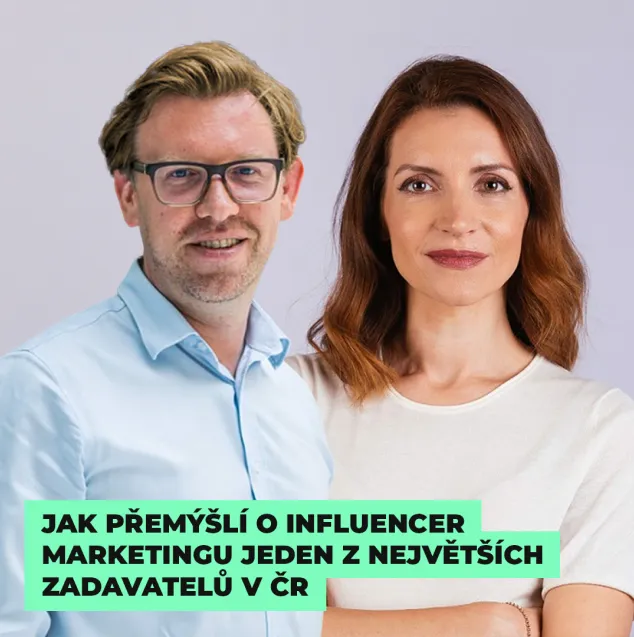 JAK PŘEMÝŠLÍ O INFLUENCER
MARKETINGU JEDEN Z NEJVĚTŠÍCH
ZADAVATELŮ V ČR